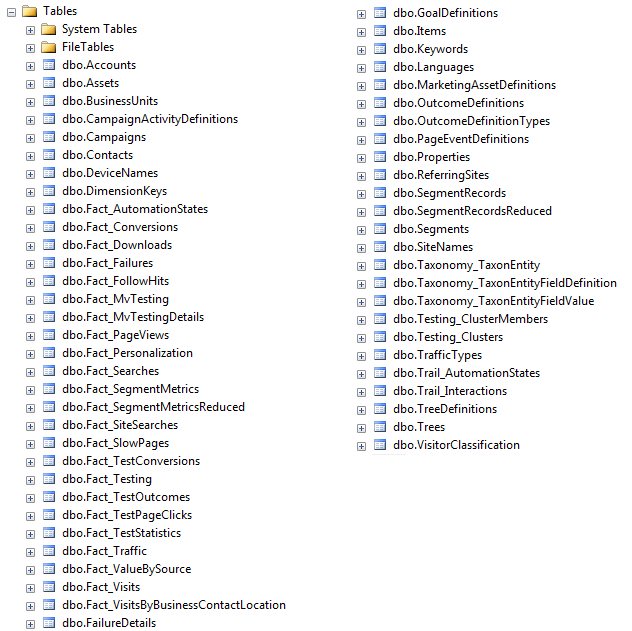 Tables
System Tables
FileTables
dbo.Accounts
dbo.Assets
dbo.BusinessUnits
dbo.CampaignActivityDefinitions
dbo.Campaigns
dbo.Contacts
dbo.DeviceNames
dbo.DimensionKeys
dbo.Fact_AutomationStates
dbo.Fact_Conversions
dbo.Fact_Downloads
dbo.Fact_Failures
dbo.Fact_FollowHits
dbo.Fact_MvTesting
dbo.Fact_MvTestingDetails
dbo.Fact_PageViews
dbo.Fact_Personalization
dbo.Fact_Searches
dbo.Fact_SegmentMetrics
dbo.Fact_SegmentMetricsReduced
dbo.Fact_SiteSearches
dbo.Fact_SlowPages
dbo.Fact_TestConversions
dbo.Fact_Testing
dbo.Fact_TestOutcomes
dbo.Fact_TestPageClicks
dbo.Fact_TestStatistics
dbo.Fact_Traffic
dbo.Fact_ValueBySource
dbo.Fact_Visits
dbo.Fact_VisitsByBusinessContactLocation
dbo.FailureDetails
dbo.GoalDefinitions
dbo.Items
dbo.Keywords
dbo.Languages
dbo.MarketingAssetDefinitions
dbo.OutcomeDefinitions
dbo.OutcomeDefinitionTypes
dbo.PageEventDefinitions
dbo.Properties
dbo.ReferringSites
dbo.SegmentRecords
dbo.SegmentRecordsReduced
dbo.Segments
dbo.SiteNames
dbo.Taxonomy_TaxonEntity
dbo.Taxonomy_TaxonEntityFieldDefinition
dbo.Taxonomy_TaxonEntityFieldValue
dbo.Testing_ClusterMembers
dbo.Testing_Clusters
dbo.TrafficTypes
dbo.Trail_AutomationStates
dbo.Trail_Interactions
dbo.TreeDefinitions
dbo.Trees
dbo.VisitorClassification